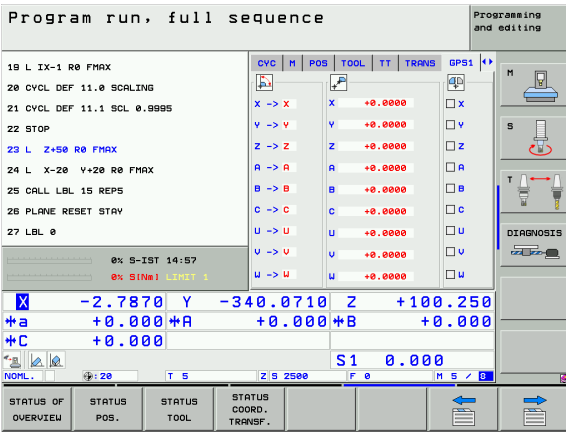 Program run, full sequence
Programming
and editing
19 L IX-1 R0 FMAX
20 CYCL DEF 11.0 SCALING
21 CYCL DEF 11.1 SCL 0.9995
22 STOP
23 L Z+50 R0 FMAX
24 L X-20 Y+20 R0 FMAX
25 CALL LBL 15 REP5
26 PLANE RESET STAY
27 LBL 0
CYC M POS TOOL TT TRANS GPS1
X -> X X +0.0000 X
Y -> Y Y +0.0000 Y
Z -> Z Z +0.0000 Z
A -> A A +0.0000 A
B -> B B +0.0000 B
C -> C C +0.0000 C
U -> U U +0.0000 U
V -> V V +0.0000 V
W -> W W +0.0000 W
M
S
T
DIAGNOSIS
0% S-IST 14:57
0% S[Nm] LIMIT 1
X -2.7870 Y -340.0710 Z +100.250
a +0.000 A +0.000 B +0.000
C +0.000
S1 0.000
NOML. : 20 T 5 Z S 2500 F 0 M 5 / 8
STATUS OF
OVERVIEW
STATUS
POS.
STATUS
TOOL
STATUS
COORD.
TRANSF.